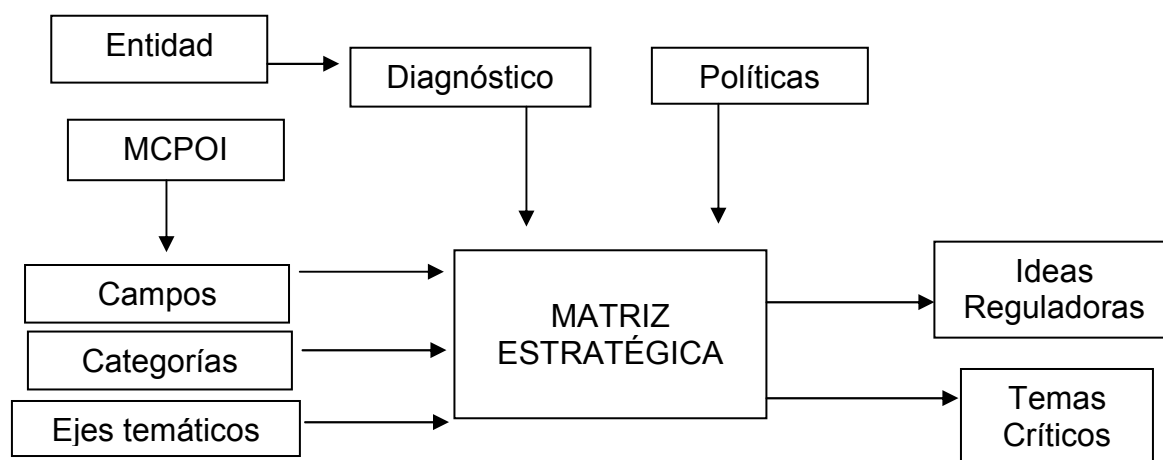 Entidad
Diagnóstico
Políticas
MCPOI
Campos
Categorías
Ejes temáticos
MATRIZ
ESTRATÉGICA
Ideas
Reguladoras
Temas
Críticos